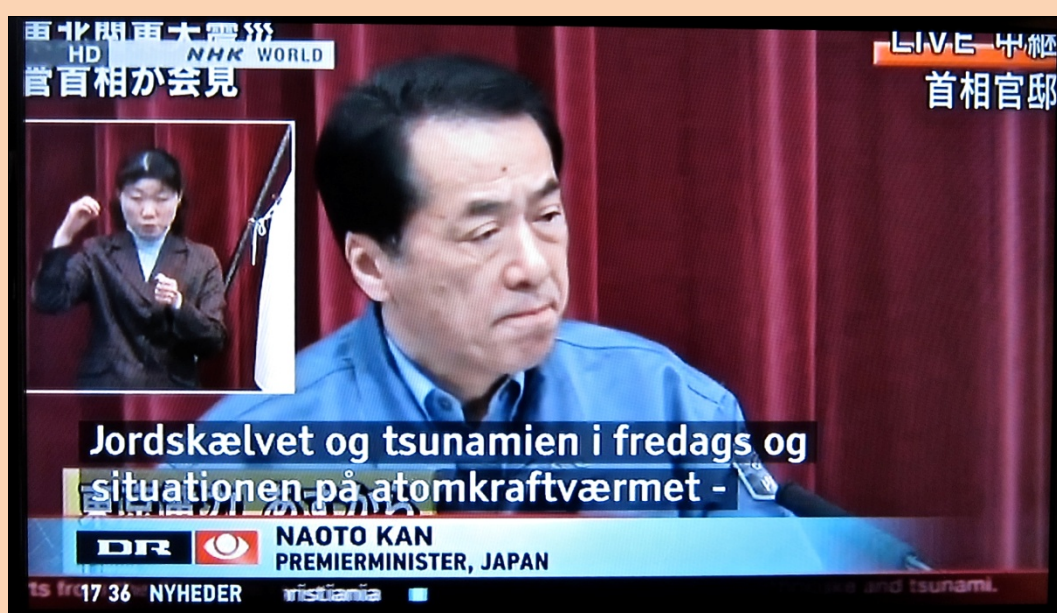 東北関東大震災
HD NHK WORLD
菅首相が会見
LIVE 中継
首相官邸
Jordskælvet og tsunamien i fredags og
situationen på atomkraftværmet -
DR NAOTO KAN
PREMIERMINISTER, JAPAN
17 36 NYHEDER ristiania
and tsunami.